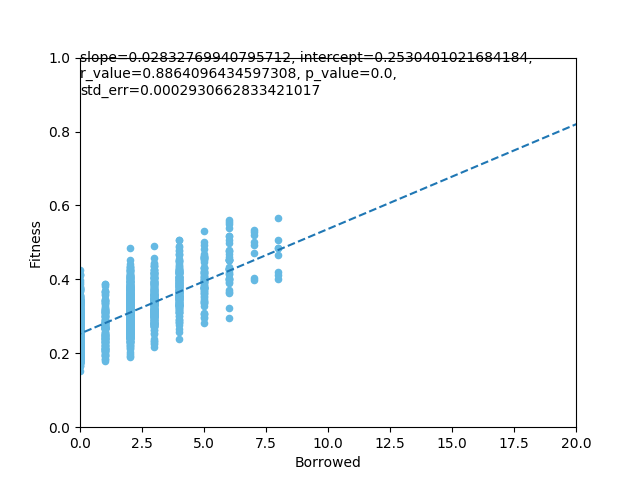 slope=0.02832769940795712, intercept=0.2530401021684184,
r_value=0.8864096434597308, p_value=0.0,
std_err=0.0002930662833421017
1.0
0.8
0.6
0.4
0.2
0.0
Fitness
0.0 2.5 5.0 7.5 10.0 12.5 15.0 17.5 20.0
Borrowed